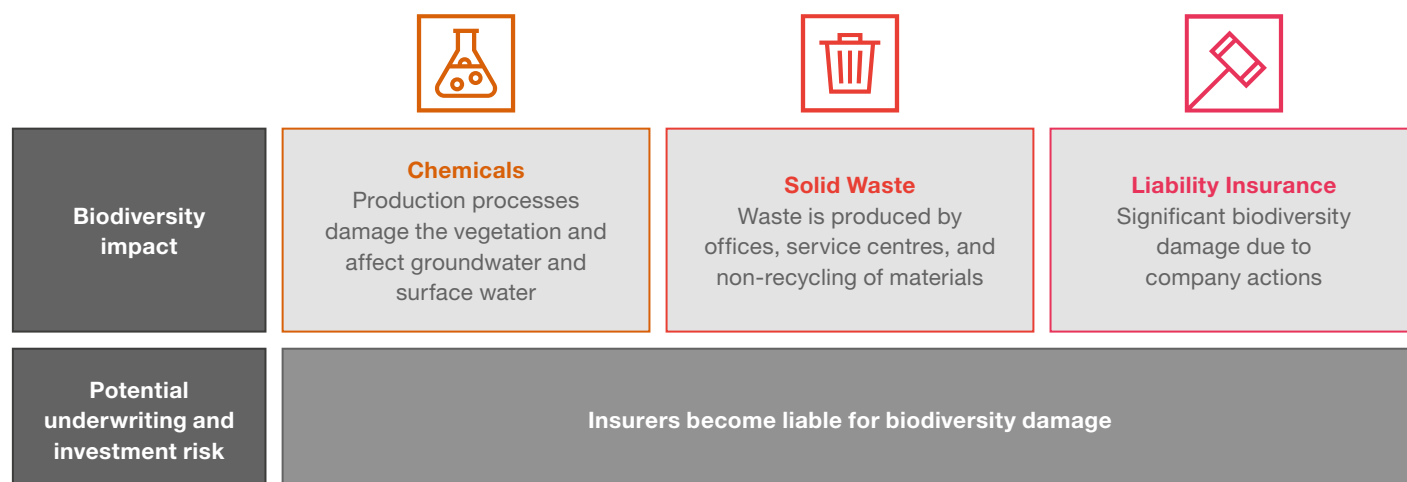 Biodiversity
impact
Chemicals
Production processes
damage the vegetation and
affect groundwater and
surface water
Solid Waste
Waste is produced by
offices, service centres, and
non-recycling of materials
Liability Insurance
Significant biodiversity
damage due to
company actions
Potential
underwriting and
investment risk
Insurers become liable for biodiversity damage